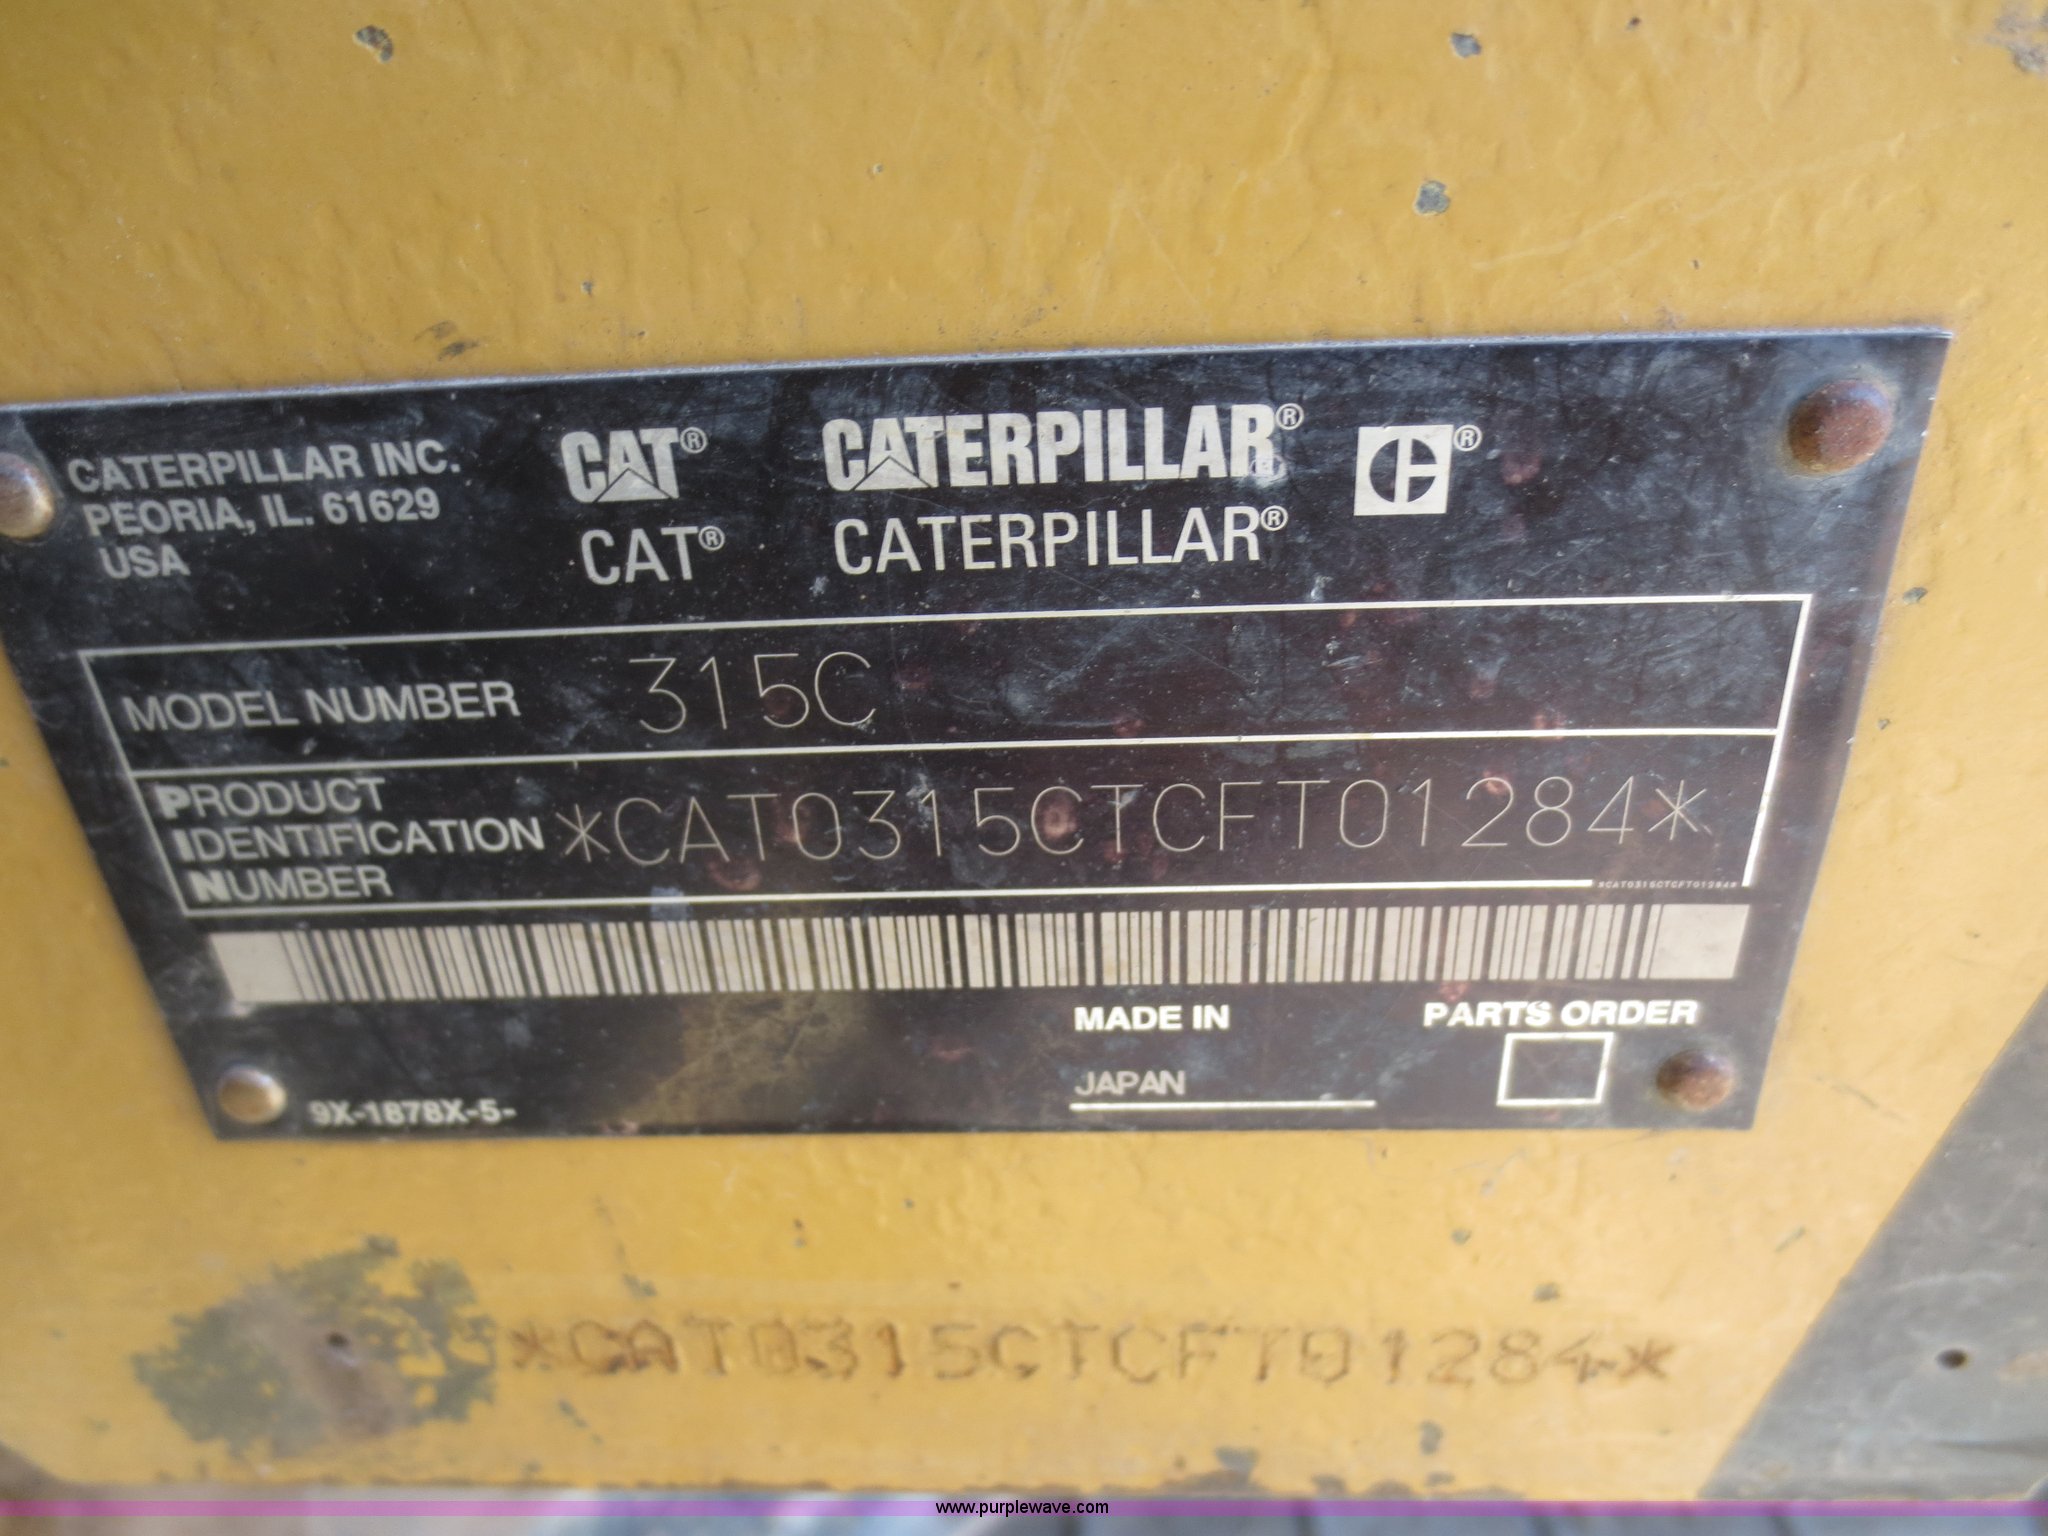 CATERPILLAR INC.
PEORIA, IL. 61629
USA
CAT® CATERPILLAR®
CAT® CATERPILLAR®
MODEL NUMBER 315C
PRODUCT
IDENTIFICATION
NUMBER
*CAT0315CTCFT01284*
*CAT0315CTCFT01284*
MADE IN
JAPAN
PARTS ORDER
9X-1878X-5-
*CAT0315CTCFT01284*
www.purplewave.com